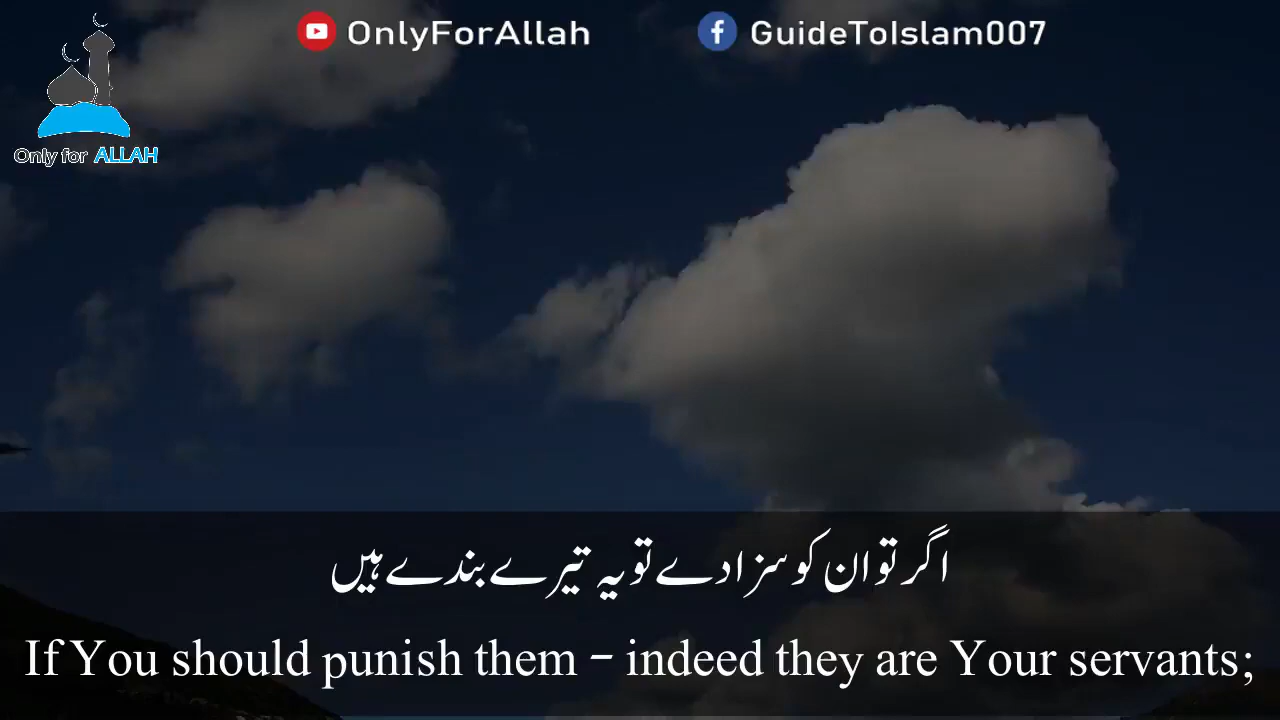 OnlyForAllah GuideToIslam007
Only for ALLAH
اگر تو ان کو سزا دے تو یہ تیرے بندے ہیں
If You should punish them - indeed they are Your servants;